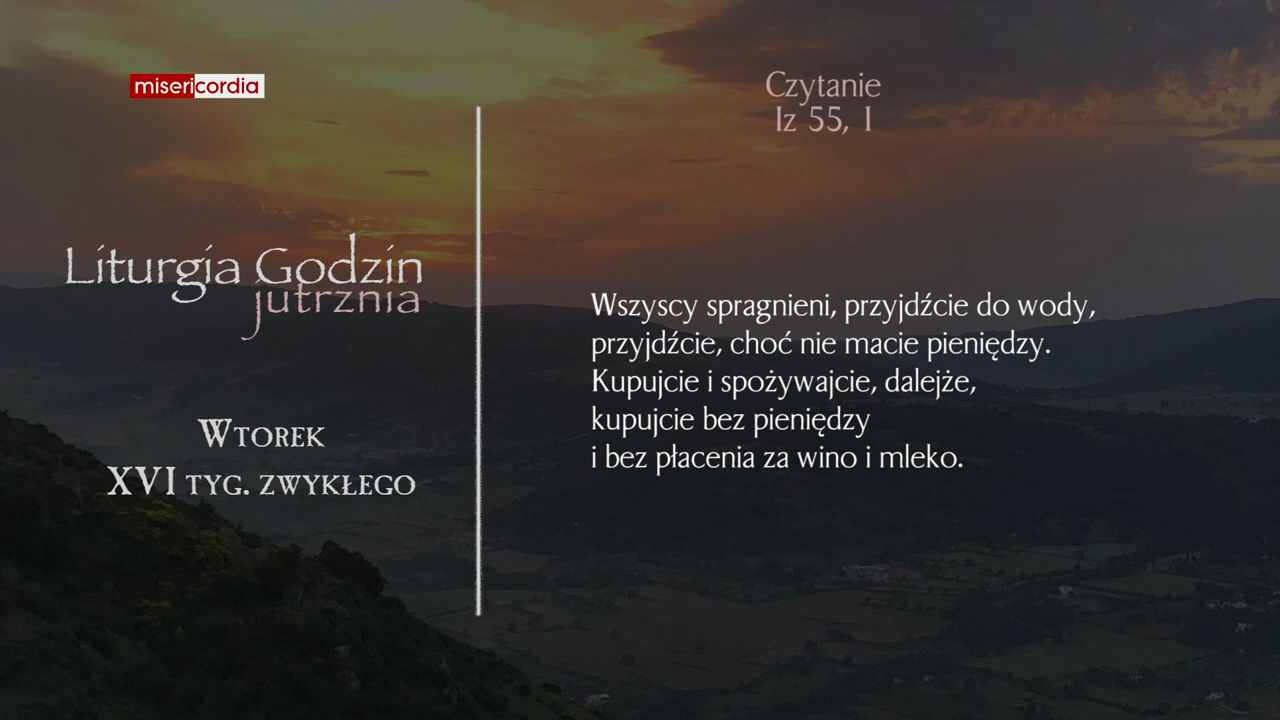 misericordia
Liturgia Godzin
jutrznia
Wtorek
XVI tyg. zwykłego
Czytanie
Iz 55, 1
Wszyscy spragnieni, przyjdźcie do wody,
przyjdźcie, choć nie macie pieniędzy.
Kupujcie i spożywajcie, dalejże,
kupujcie bez pieniędzy
i bez płacenia za wino i mleko.